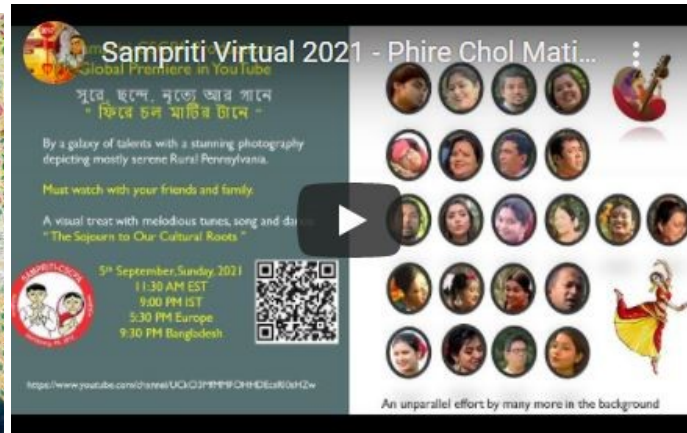 Sampriti Virtual 2021 - Phire Chol Mati...
Global Premiere in YouTube
সুরে, ছন্দে, নৃত্যে আর গানে
" ফিরে চল মাটির টানে "
By a galaxy of talents with a stunning photography
depicting mostly serene Rural Pennsylvania.
Must watch with your friends and family.
A visual treat with melodious tunes, song and dance
" The Sojourn to Our Cultural Roots "
SAMPRITI-CSCPA
5th September, Sunday, 2021
11:30 AM EST
9:00 PM IST
5:30 PM Europe
9:30 PM Bangladesh
An unparallel effort by many more in the background